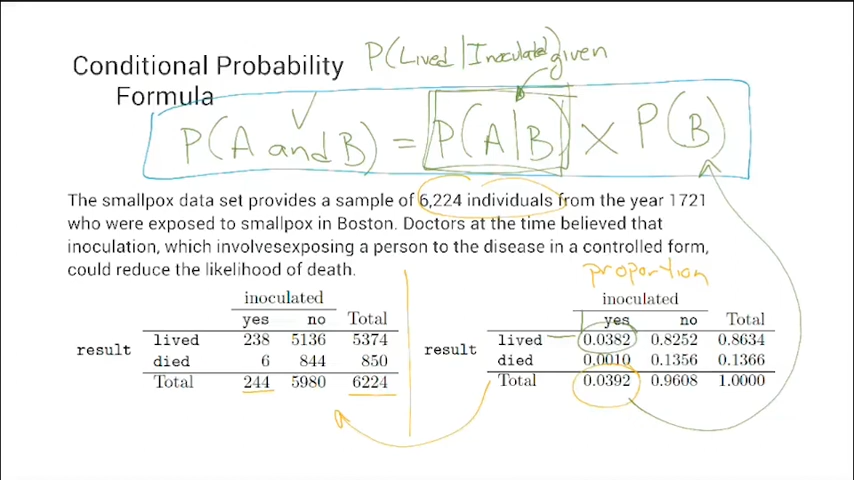 P(Lived | Inoculated) given
Conditional Probability
Formula
P(A and B) = P(A|B) × P(B)
The smallpox data set provides a sample of 6,224 individuals from the year 1721
who were exposed to smallpox in Boston. Doctors at the time believed that
inoculation, which involvesexposing a person to the disease in a controlled form,
could reduce the likelihood of death.
proportion
inoculated
yes no Total
result lived 238 5136 5374
died 6 844 850
Total 244 5980 6224
inoculated
yes no Total
result lived 0.0382 0.8252 0.8634
died 0.0010 0.1356 0.1366
Total 0.0392 0.9608 1.0000